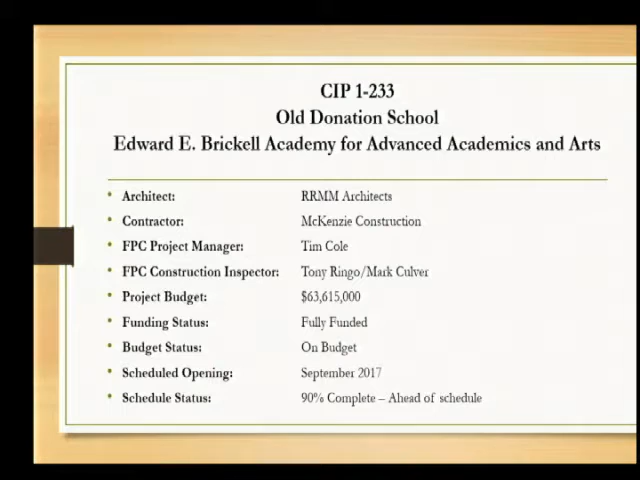 CIP 1-233
Old Donation School
Edward E. Brickell Academy for Advanced Academics and Arts
• Architect: RRMM Architects
• Contractor: McKenzie Construction
• FPC Project Manager: Tim Cole
• FPC Construction Inspector: Tony Ringo/Mark Culver
• Project Budget: $63,615,000
• Funding Status: Fully Funded
• Budget Status: On Budget
• Scheduled Opening: September 2017
• Schedule Status: 90% Complete – Ahead of schedule